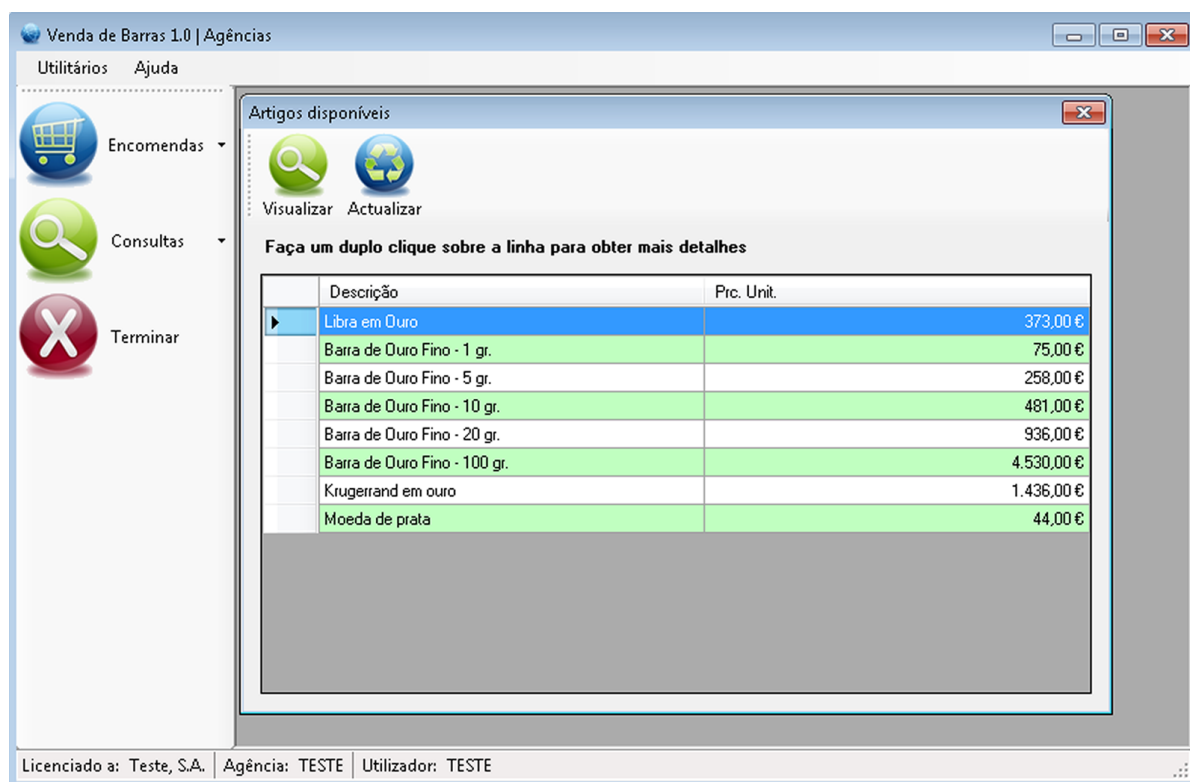 Venda de Barras 1.0 | Agências
Utilitários Ajuda
Encomendas
Consultas
Terminar
Artigos disponíveis
Visualizar Actualizar
Faça um duplo clique sobre a linha para obter mais detalhes
Descrição Prc. Unit.
Libra em Ouro 373,00 €
Barra de Ouro Fino - 1 gr. 75,00 €
Barra de Ouro Fino - 5 gr. 258,00 €
Barra de Ouro Fino - 10 gr. 481,00 €
Barra de Ouro Fino - 20 gr. 936,00 €
Barra de Ouro Fino - 100 gr. 4.530,00 €
Krugerrand em ouro 1.436,00 €
Moeda de prata 44,00 €
Licenciado a: Teste, S.A. Agência: TESTE Utilizador: TESTE